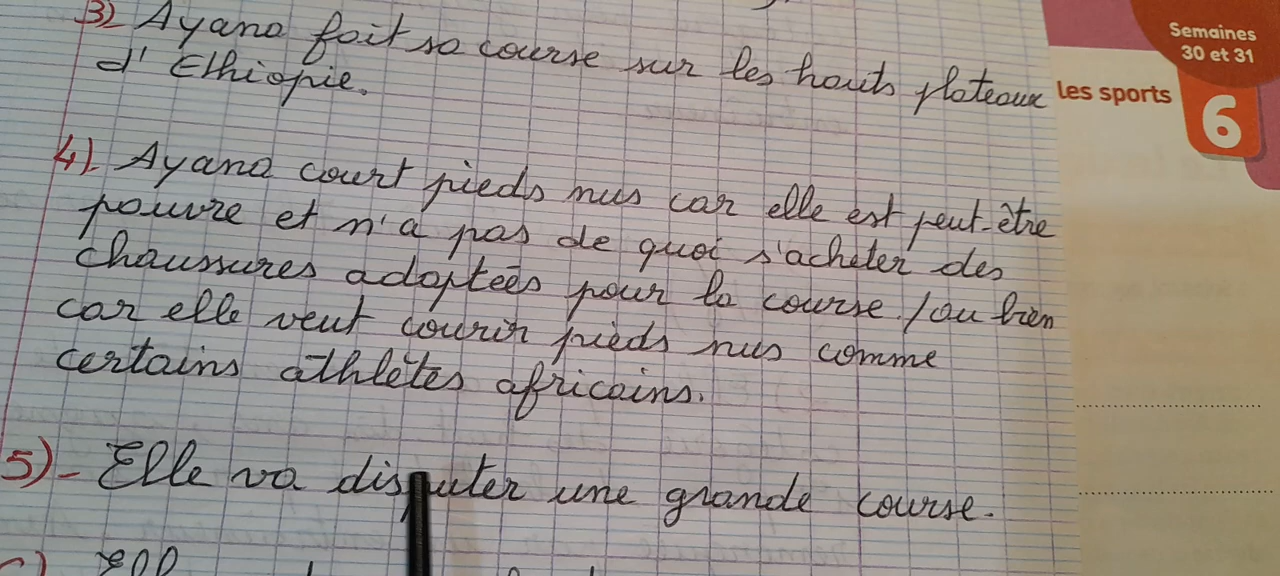 3) Ayana fait sa course sur les hauts plateaux
d' Ethiopie.
4)- Ayana court pieds nus car elle est peut-être
pauvre et n'a pas de quoi s'acheter des
chaussures adaptées pour la course / ou bien
car elle veut courir pieds nus comme
certains athlètes africains.
5)- Elle va disputer une grande course.
Semaines
30 et 31
les sports
6